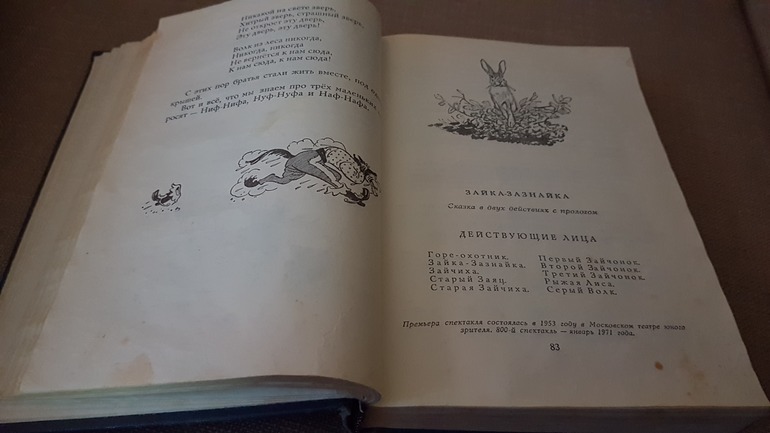 Никакой на свете зверь,
Хитрый зверь, страшный зверь,
Не откроет эту дверь,
Эту дверь, эту дверь!
Волк из леса никогда,
Никогда, никогда
Не вернётся к нам сюда,
К нам сюда, к нам сюда!
С этих пор братья стали жить вместе, под
крышей.
Вот и всё, что мы знаем про трёх маленьких
росят — Ниф-Нифа, Нуф-Нуфа и Наф-Нафа.
ЗАЙКА-ЗАЗНАЙКА
Сказка в двух действиях с прологом
ДЕЙСТВУЮЩИЕ ЛИЦА
Горе-охотник. Первый Зайчонок.
Зайка-Зазнайка. Второй Зайчонок.
Зайчиха. Третий Зайчонок.
Старый Заяц. Рыжая Лиса.
Старая Зайчиха. Серый Волк.
Премьера спектакля состоялась в 1953 году в Московском театре юного
зрителя, 800-й спектакль — январь 1971 года.
83